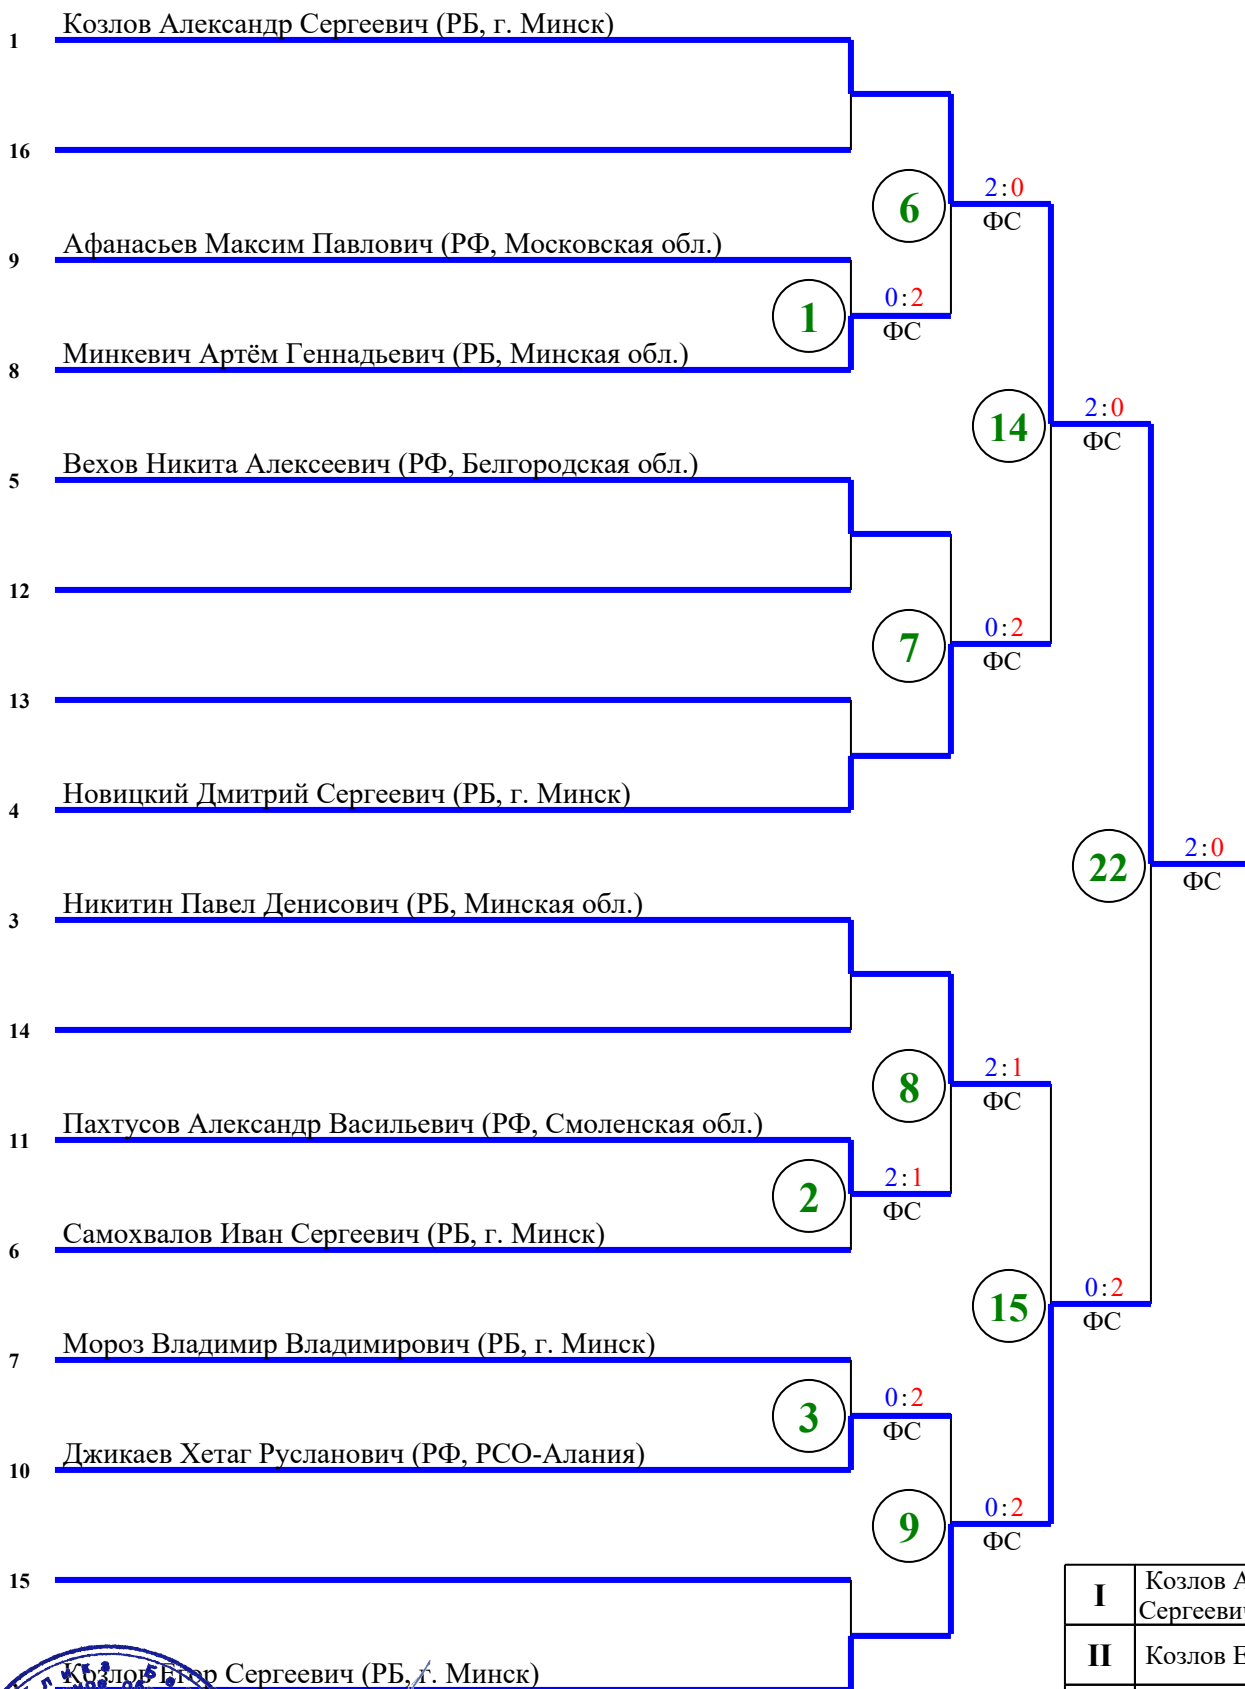 Козлов Александр Сергеевич (РБ, г. Минск)
1
16
6
2:0
ФС
Афанасьев Максим Павлович (РФ, Московская обл.)
9
1
0:2
ФС
Минкевич Артём Геннадьевич (РБ, Минская обл.)
8
14
2:0
ФС
Вехов Никита Алексеевич (РФ, Белгородская обл.)
5
12
7
0:2
ФС
13
Новицкий Дмитрий Сергеевич (РБ, г. Минск)
4
22
2:0
ФС
Никитин Павел Денисович (РБ, Минская обл.)
3
14
8
2:1
ФС
Пахтусов Александр Васильевич (РФ, Смоленская обл.)
11
2
2:1
ФС
Самохвалов Иван Сергеевич (РБ, г. Минск)
6
15
0:2
ФС
Мороз Владимир Владимирович (РБ, г. Минск)
7
3
0:2
ФС
Джикаев Хетаг Русланович (РФ, РСО-Алания)
10
9
0:2
ФС
15
I Козлов А
Сергеевич
II Козлов Е
Козлов Егор Сергеевич (РБ, г. Минск)